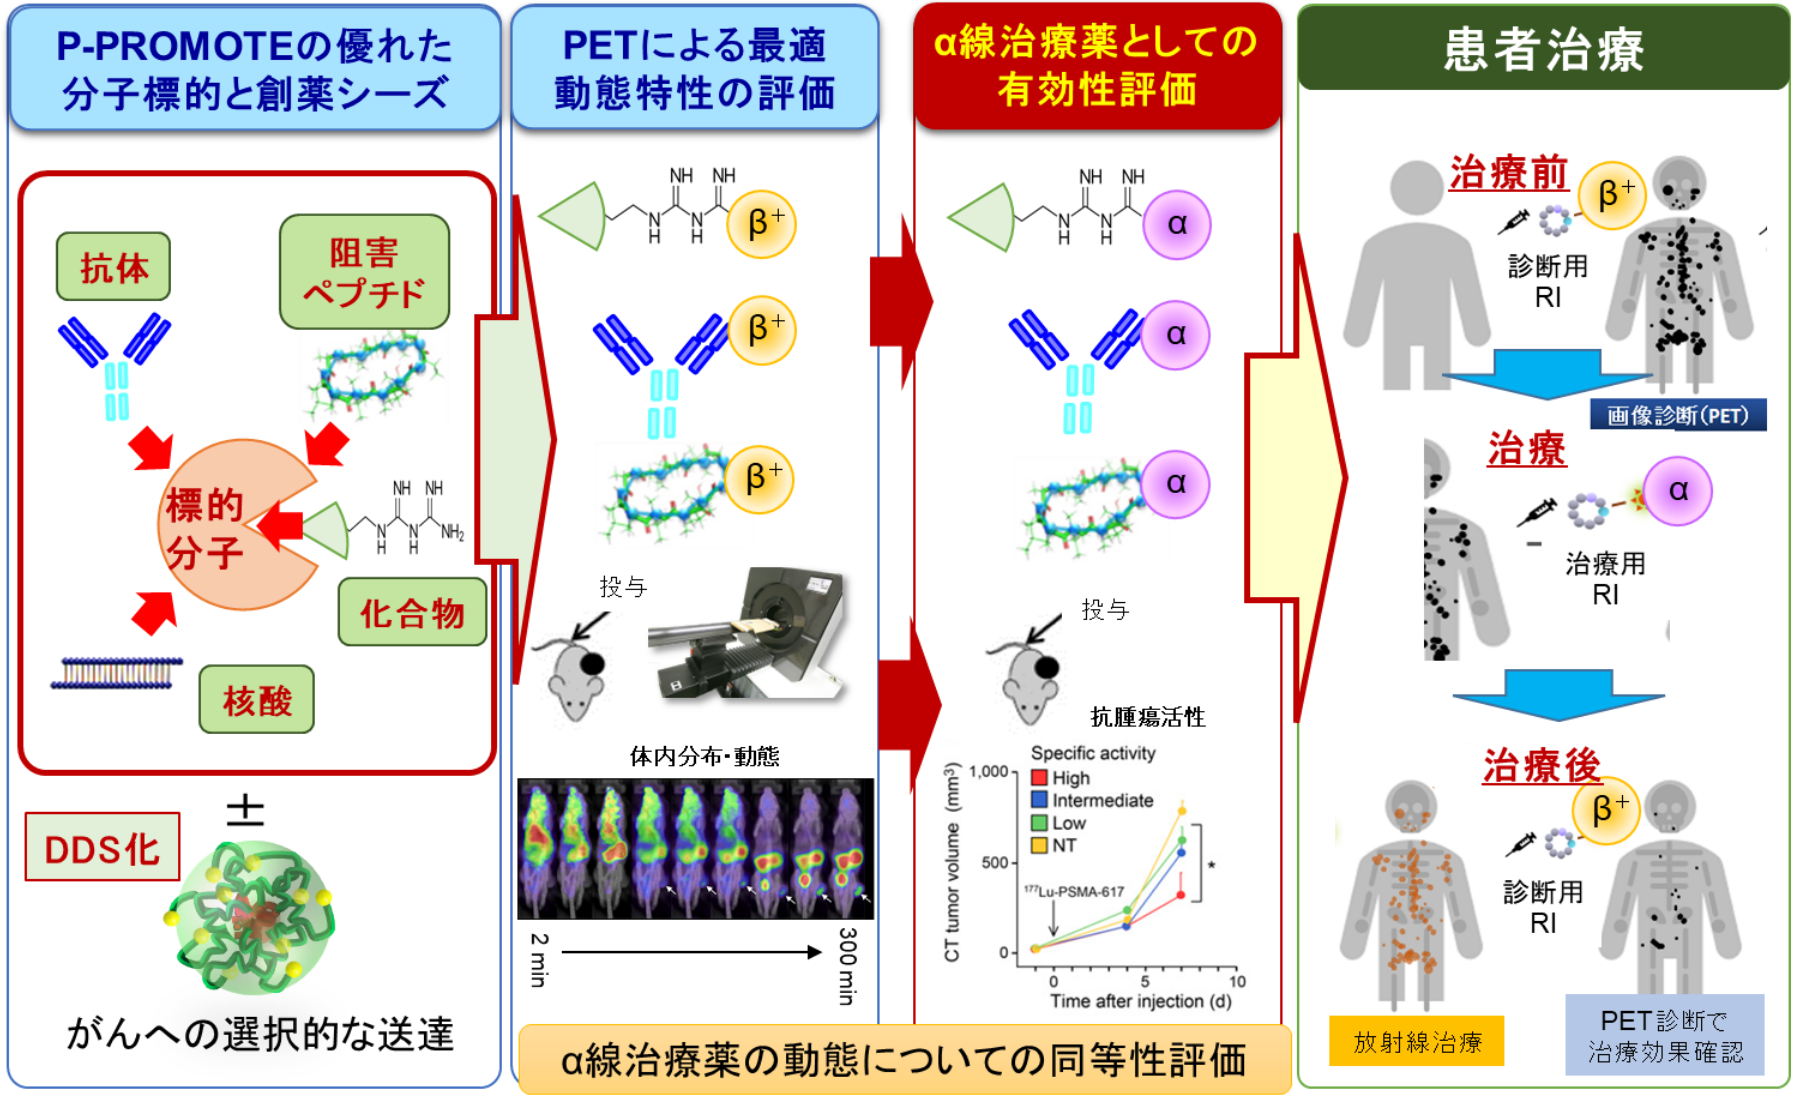 P-PROMOTEの優れた
分子標的と創薬シーズ
抗体
阻害
ペプチド
標的
分子
NH
NH
N
H
N
H
NH₂
化合物
核酸
±
DDS化
がんへの選択的な送達
PETによる最適
動態特性の評価
NH
NH
N
H
N
H
β⁺
β⁺
β⁺
投与
体内分布・動態
2 min
300 min
α線治療薬としての
有効性評価
NH
NH
N
H
N
H
α
α
α
投与
抗腫瘍活性
Specific activity
High
Intermediate
Low
NT
CT tumor volume (mm³)
1,000
500
0
¹⁷⁷Lu-PSMA-617
*
0
5
10
Time after injection (d)
α線治療薬の動態についての同等性評価
患者治療
治療前
β⁺
診断用
RI
画像診断(PET)
治療
α
治療用
RI
治療後
β⁺
診断用
RI
放射線治療
PET診断で
治療効果確認